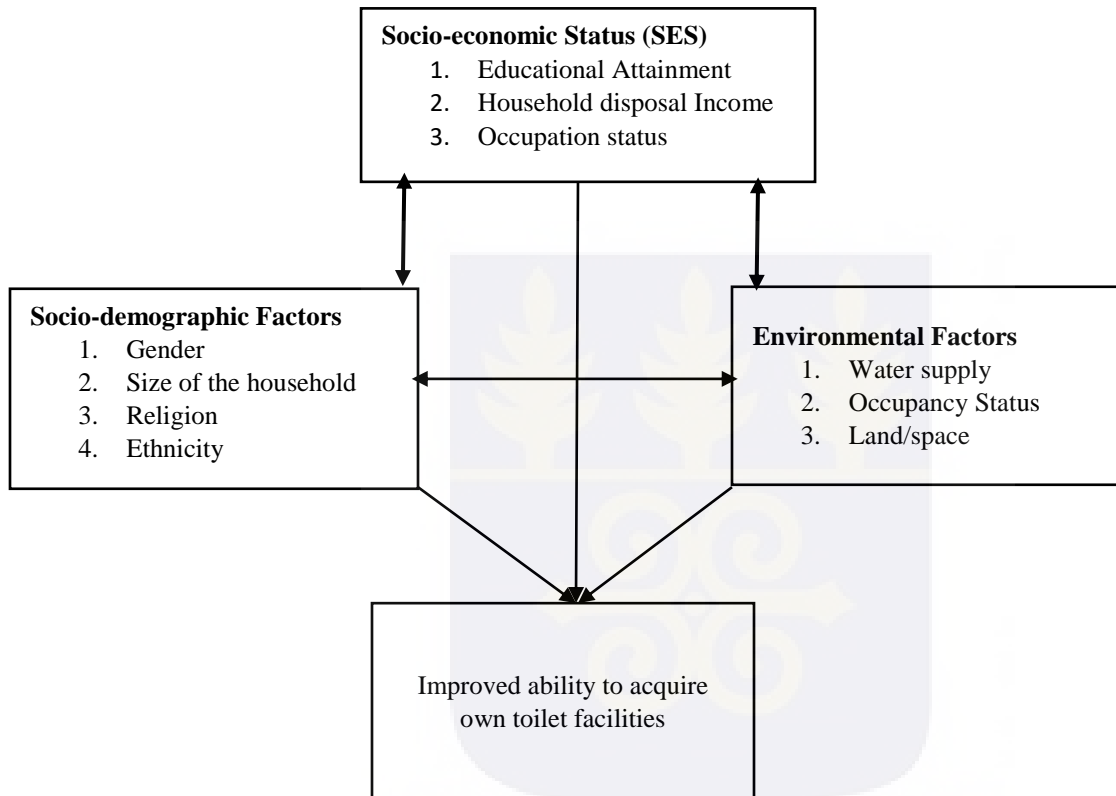 Socio-economic Status (SES)
1. Educational Attainment
2. Household disposal Income
3. Occupation status
Socio-demographic Factors
1. Gender
2. Size of the household
3. Religion
4. Ethnicity
Environmental Factors
1. Water supply
2. Occupancy Status
3. Land/space
Improved ability to acquire
own toilet facilities